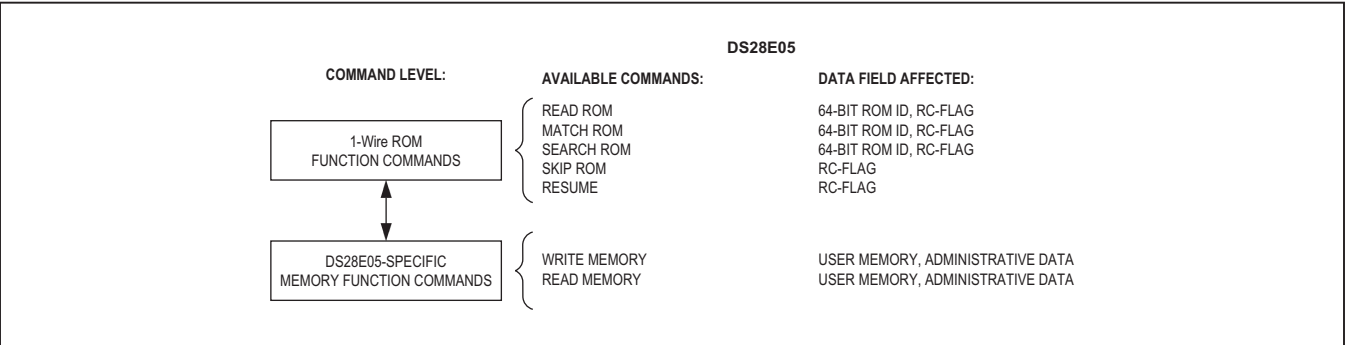 DS28E05
COMMAND LEVEL: AVAILABLE COMMANDS: DATA FIELD AFFECTED:
1-Wire ROM
FUNCTION COMMANDS
READ ROM 64-BIT ROM ID, RC-FLAG
MATCH ROM 64-BIT ROM ID, RC-FLAG
SEARCH ROM 64-BIT ROM ID, RC-FLAG
SKIP ROM RC-FLAG
RESUME RC-FLAG
DS28E05-SPECIFIC
MEMORY FUNCTION COMMANDS
WRITE MEMORY USER MEMORY, ADMINISTRATIVE DATA
READ MEMORY USER MEMORY, ADMINISTRATIVE DATA